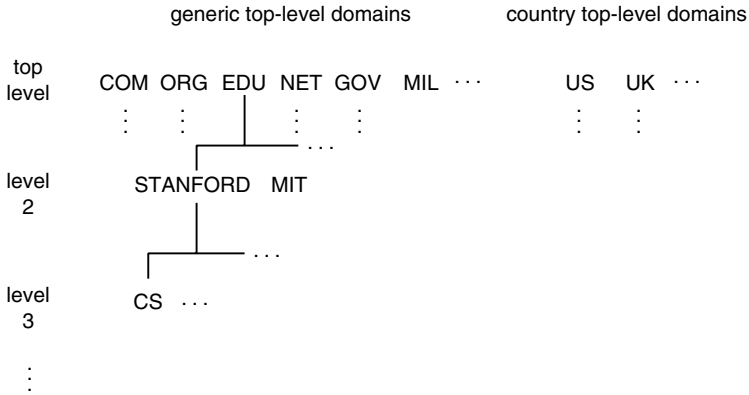 generic top-level domains country top-level domains
top
level
COM ORG EDU NET GOV MIL ··· US UK ···
···
level
2
STANFORD MIT
···
level
3
CS ···